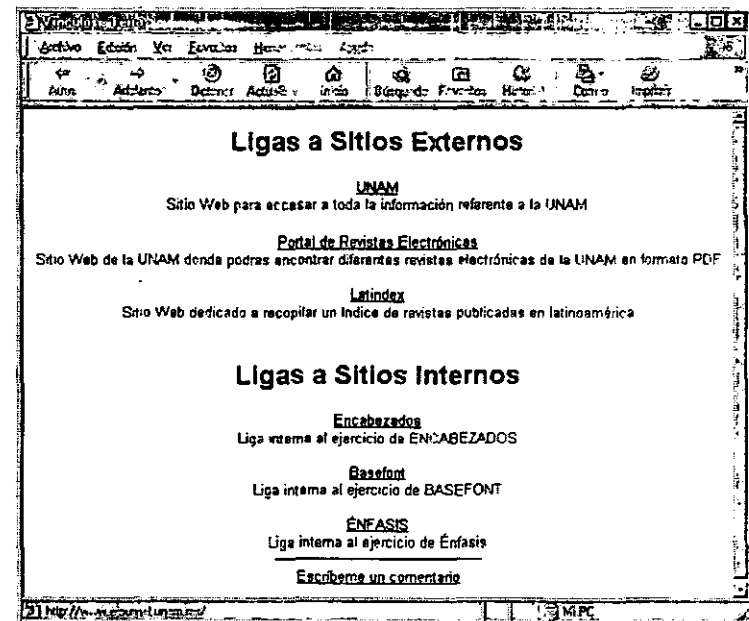 Archivo Edición Ver Favoritos
Atrás Adelante Detener Inicio Búsqueda Favoritos Imprimir
Ligas a Sitios Externos
UNAM
Sitio Web para accesar a toda la información referente a la UNAM
Portal de Revistas Electrónicas
Sitio Web de la UNAM donde podras encontrar diferentes revistas electrónicas de la UNAM en formato PDF
Latindex
Sitio Web dedicado a recopilar un Indice de revistas publicadas en latinoamérica
Ligas a Sitios Internos
Encabezados
Liga interna al ejercicio de ENCABEZADOS
Basefont
Liga interna al ejercicio de BASEFONT
ÉNFASIS
Liga interna al ejercicio de Énfasis
Escríbeme un comentario
Mi PC